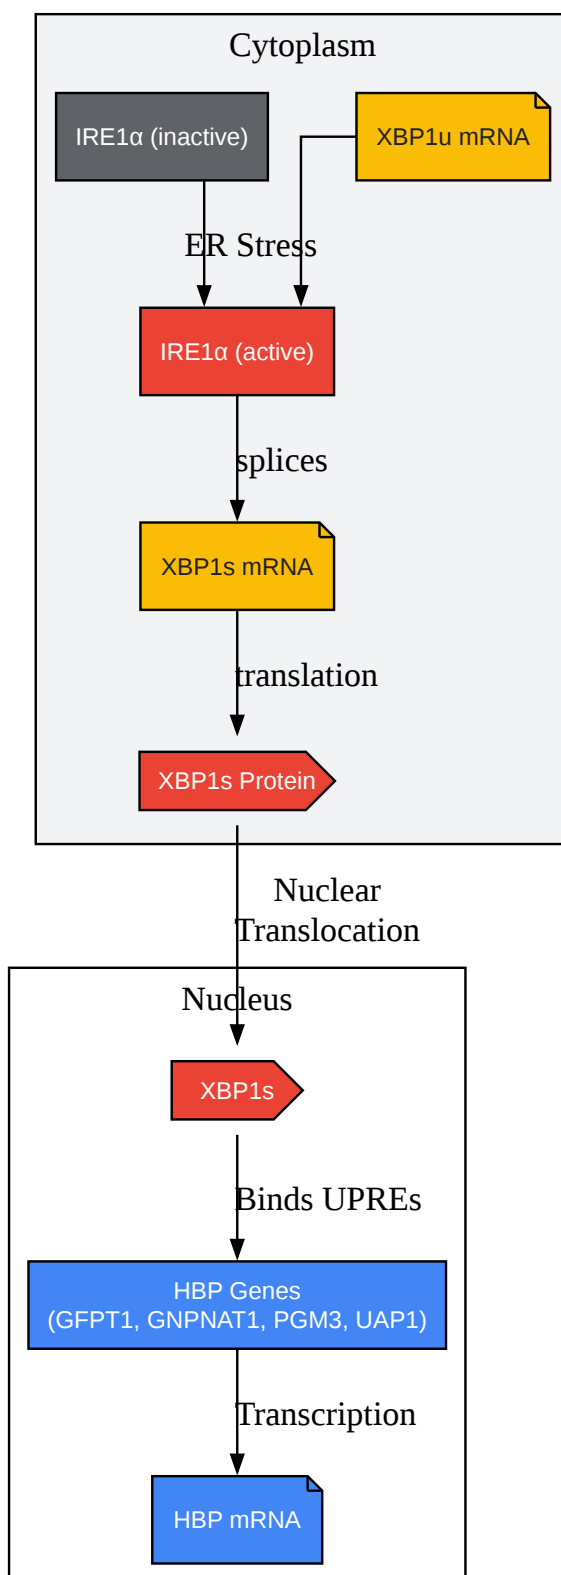 Cytoplasm
IRE1α (inactive)
XBP1u mRNA
ER Stress
IRE1α (active)
splices
XBP1s mRNA
translation
XBP1s Protein
Nuclear
Translocation
Nucleus
XBP1s
Binds UPREs
HBP Genes
(GFPT1, GNPNAT1, PGM3, UAP1)
Transcription
HBP mRNA